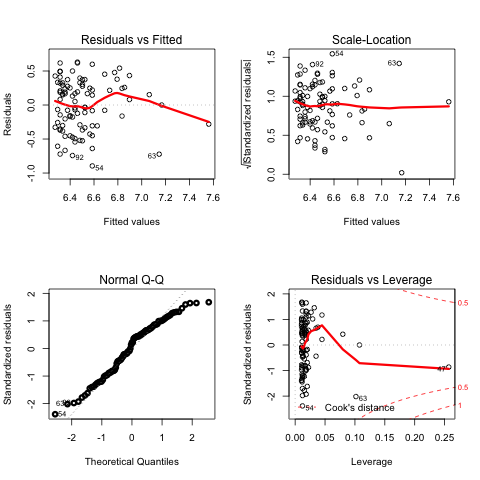 Residuals vs Fitted
Residuals
0.5
0.0
-0.5
-1.0
92
54
63
6.4 6.6 6.8 7.0 7.2 7.4 7.6
Fitted values
Scale-Location
√|Standardized residuals|
1.5
1.0
0.5
0.0
54
92
63
6.4 6.6 6.8 7.0 7.2 7.4 7.6
Fitted values
Normal Q-Q
Standardized residuals
2
1
0
-1
-2
63
54
-2 -1 0 1 2
Theoretical Quantiles
Residuals vs Leverage
Standardized residuals
2
1
0
-1
-2
0.5
47
0.5
63
54
Cook's distance
1
0.00 0.05 0.10 0.15 0.20 0.25
Leverage